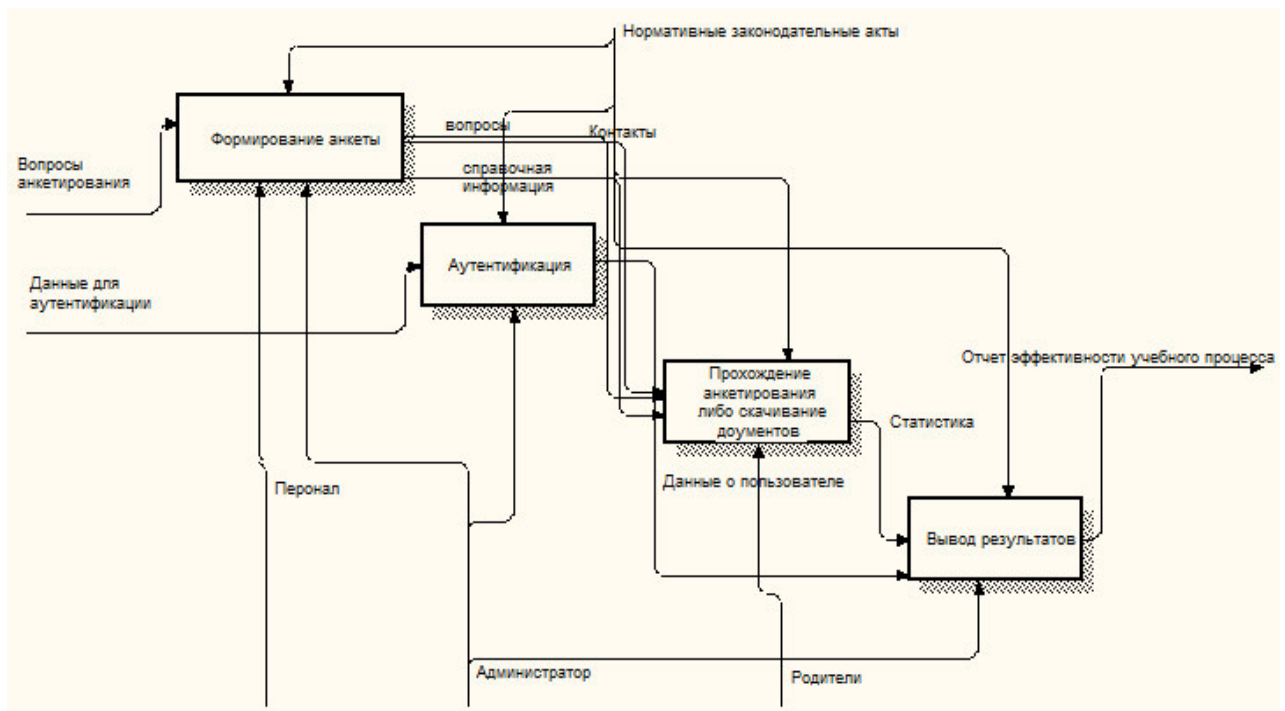 Нормативные законодательные акты
Формирование анкеты
вопросы
Контакты
Вопросы
анкетирования
справочная
информация
Аутентификация
Данные для
аутентификации
Отчет эффективности учебного процесса
Прохождение
анкетирования
либо скачивание
доументов
Статистика
Данные о пользователе
Перонал
Вывод результатов
Администратор
Родители